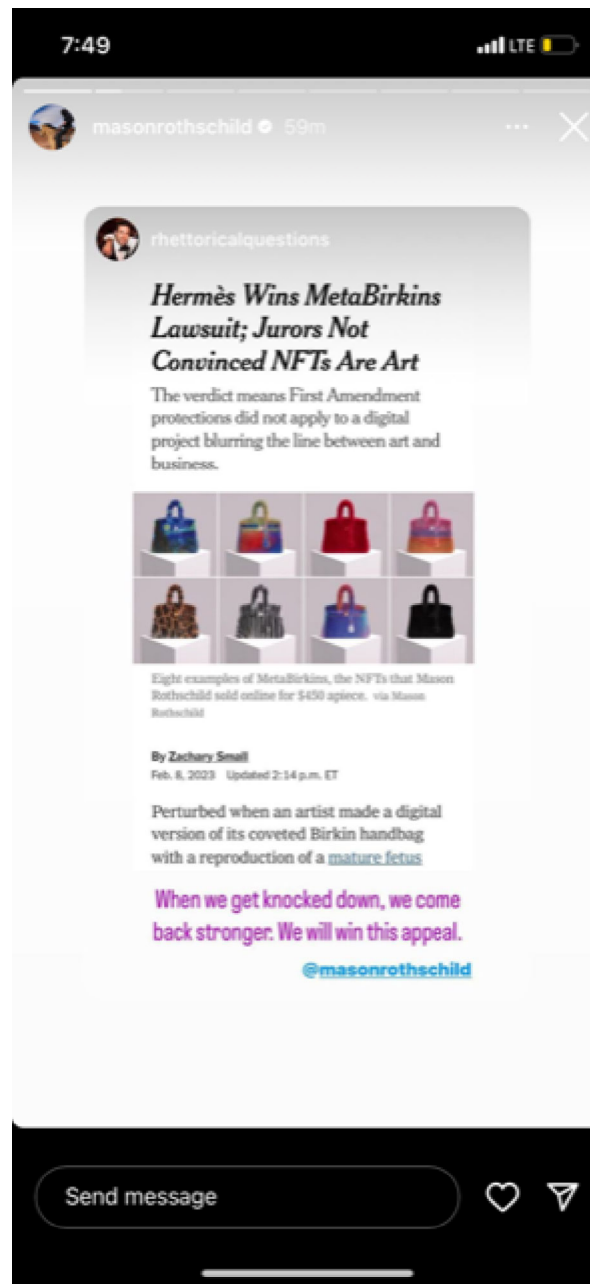 7:49
LTE
masonrothschild 59m
rhettoricalquestions
Hermès Wins MetaBirkins
Lawsuit; Jurors Not
Convinced NFTs Are Art
The verdict means First Amendment
protections did not apply to a digital
project blurring the line between art and
business.
Eight examples of MetaBirkins, the NFTs that Mason
Rothschild sold online for $450 apiece. via Mason
Rothschild
By Zachary Small
Feb. 8, 2023 Updated 2:14 p.m. ET
Perturbed when an artist made a digital
version of its coveted Birkin handbag
with a reproduction of a mature fetus
When we get knocked down, we come
back stronger. We will win this appeal.
@masonrothschild
Send message